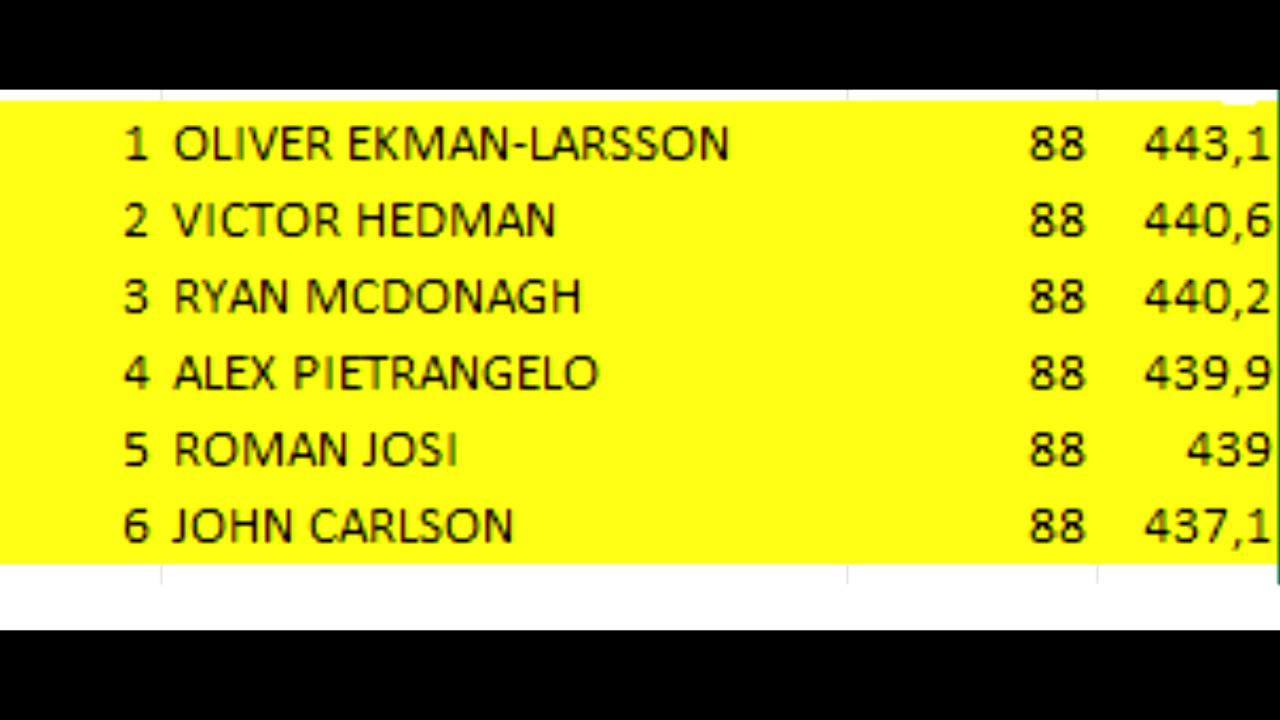 1 OLIVER EKMAN-LARSSON 88 443,1
2 VICTOR HEDMAN 88 440,6
3 RYAN MCDONAGH 88 440,2
4 ALEX PIETRANGELO 88 439,9
5 ROMAN JOSI 88 439
6 JOHN CARLSON 88 437,1